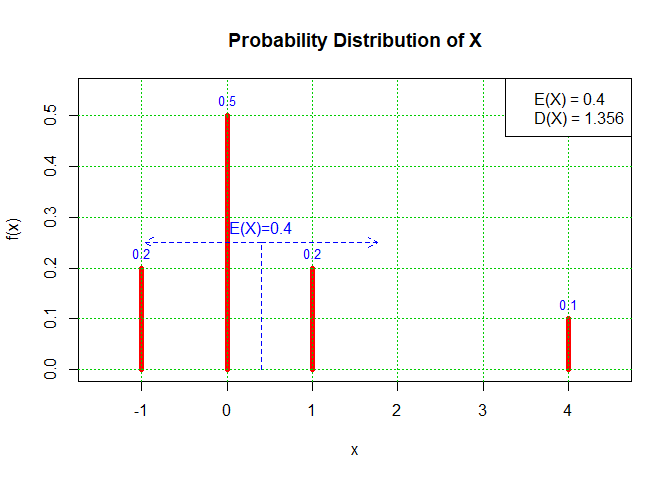 Probability Distribution of X
E(X) = 0.4
D(X) = 1.356
0.5
E(X)=0.4
0.2
0.2
0.1
f(x)
0.5
0.4
0.3
0.2
0.1
0.0
-1 0 1 2 3 4
x